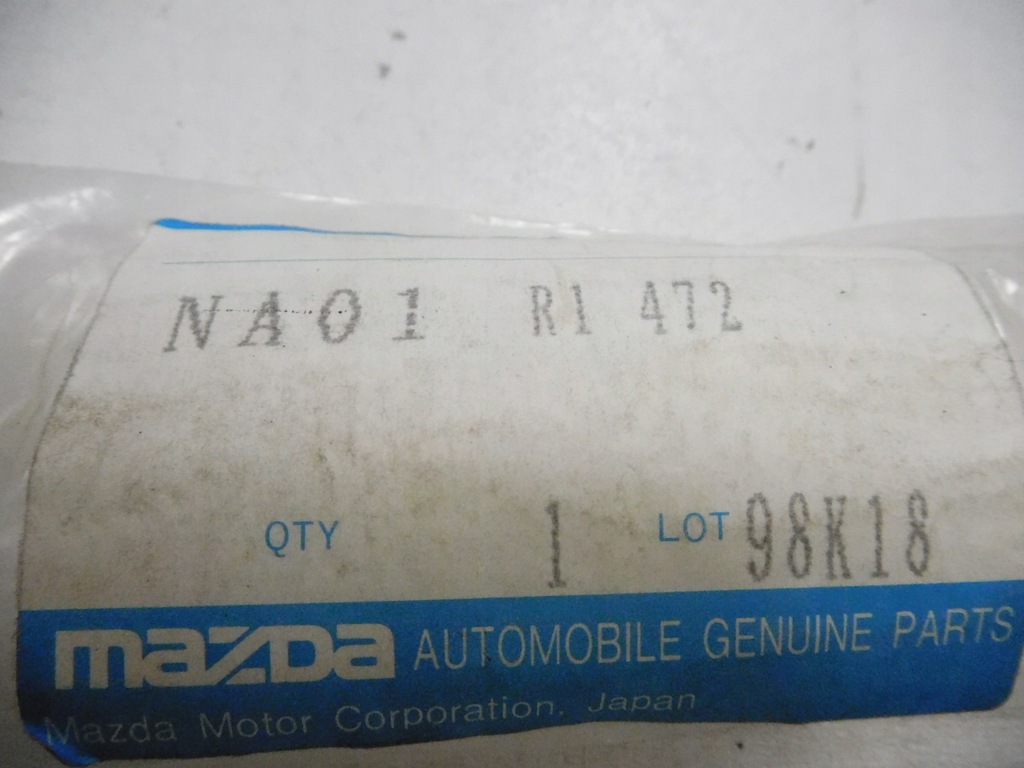 NA01 R1 472
QTY 1 LOT 98K18
mazda AUTOMOBILE GENUINE PARTS
Mazda Motor Corporation, Japan